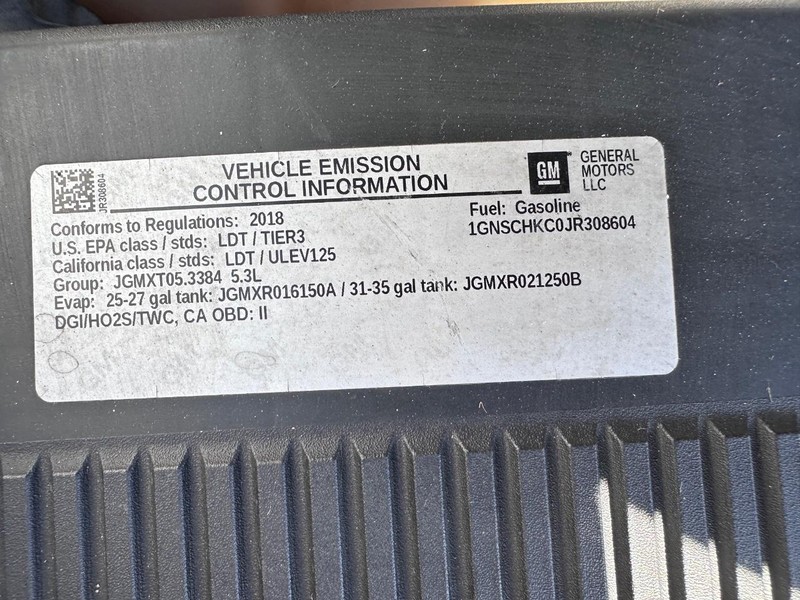 VEHICLE EMISSION
CONTROL INFORMATION
GM
GENERAL
MOTORS
LLC
JR308604
Conforms to Regulations: 2018
U.S. EPA class / stds: LDT / TIER3
California class / stds: LDT / ULEV125
Group: JGMXT05.3384 5.3L
Evap: 25-27 gal tank: JGMXR016150A / 31-35 gal tank: JGMXR021250B
DGI/HO2S/TWC, CA OBD: II
Fuel: Gasoline
1GNSCHKC0JR308604